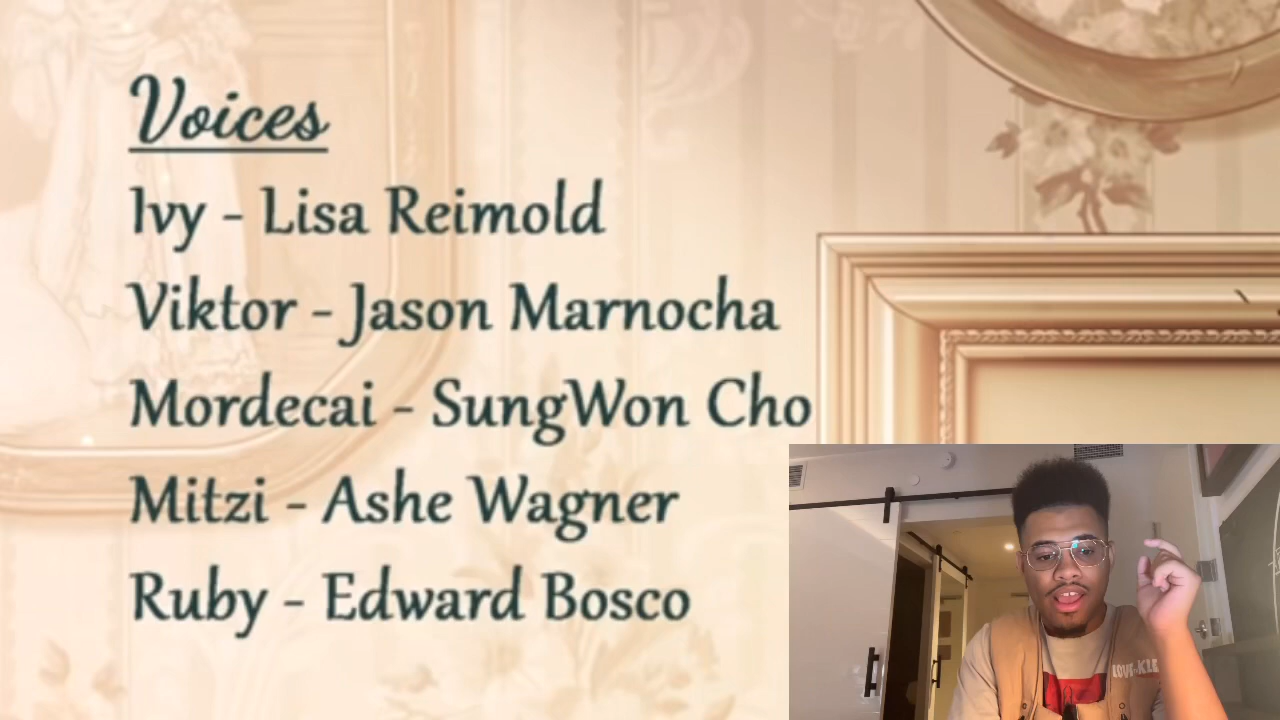 Voices
Ivy - Lisa Reimold
Viktor - Jason Marnocha
Mordecai - SungWon Cho
Mitzi - Ashe Wagner
Ruby - Edward Bosco